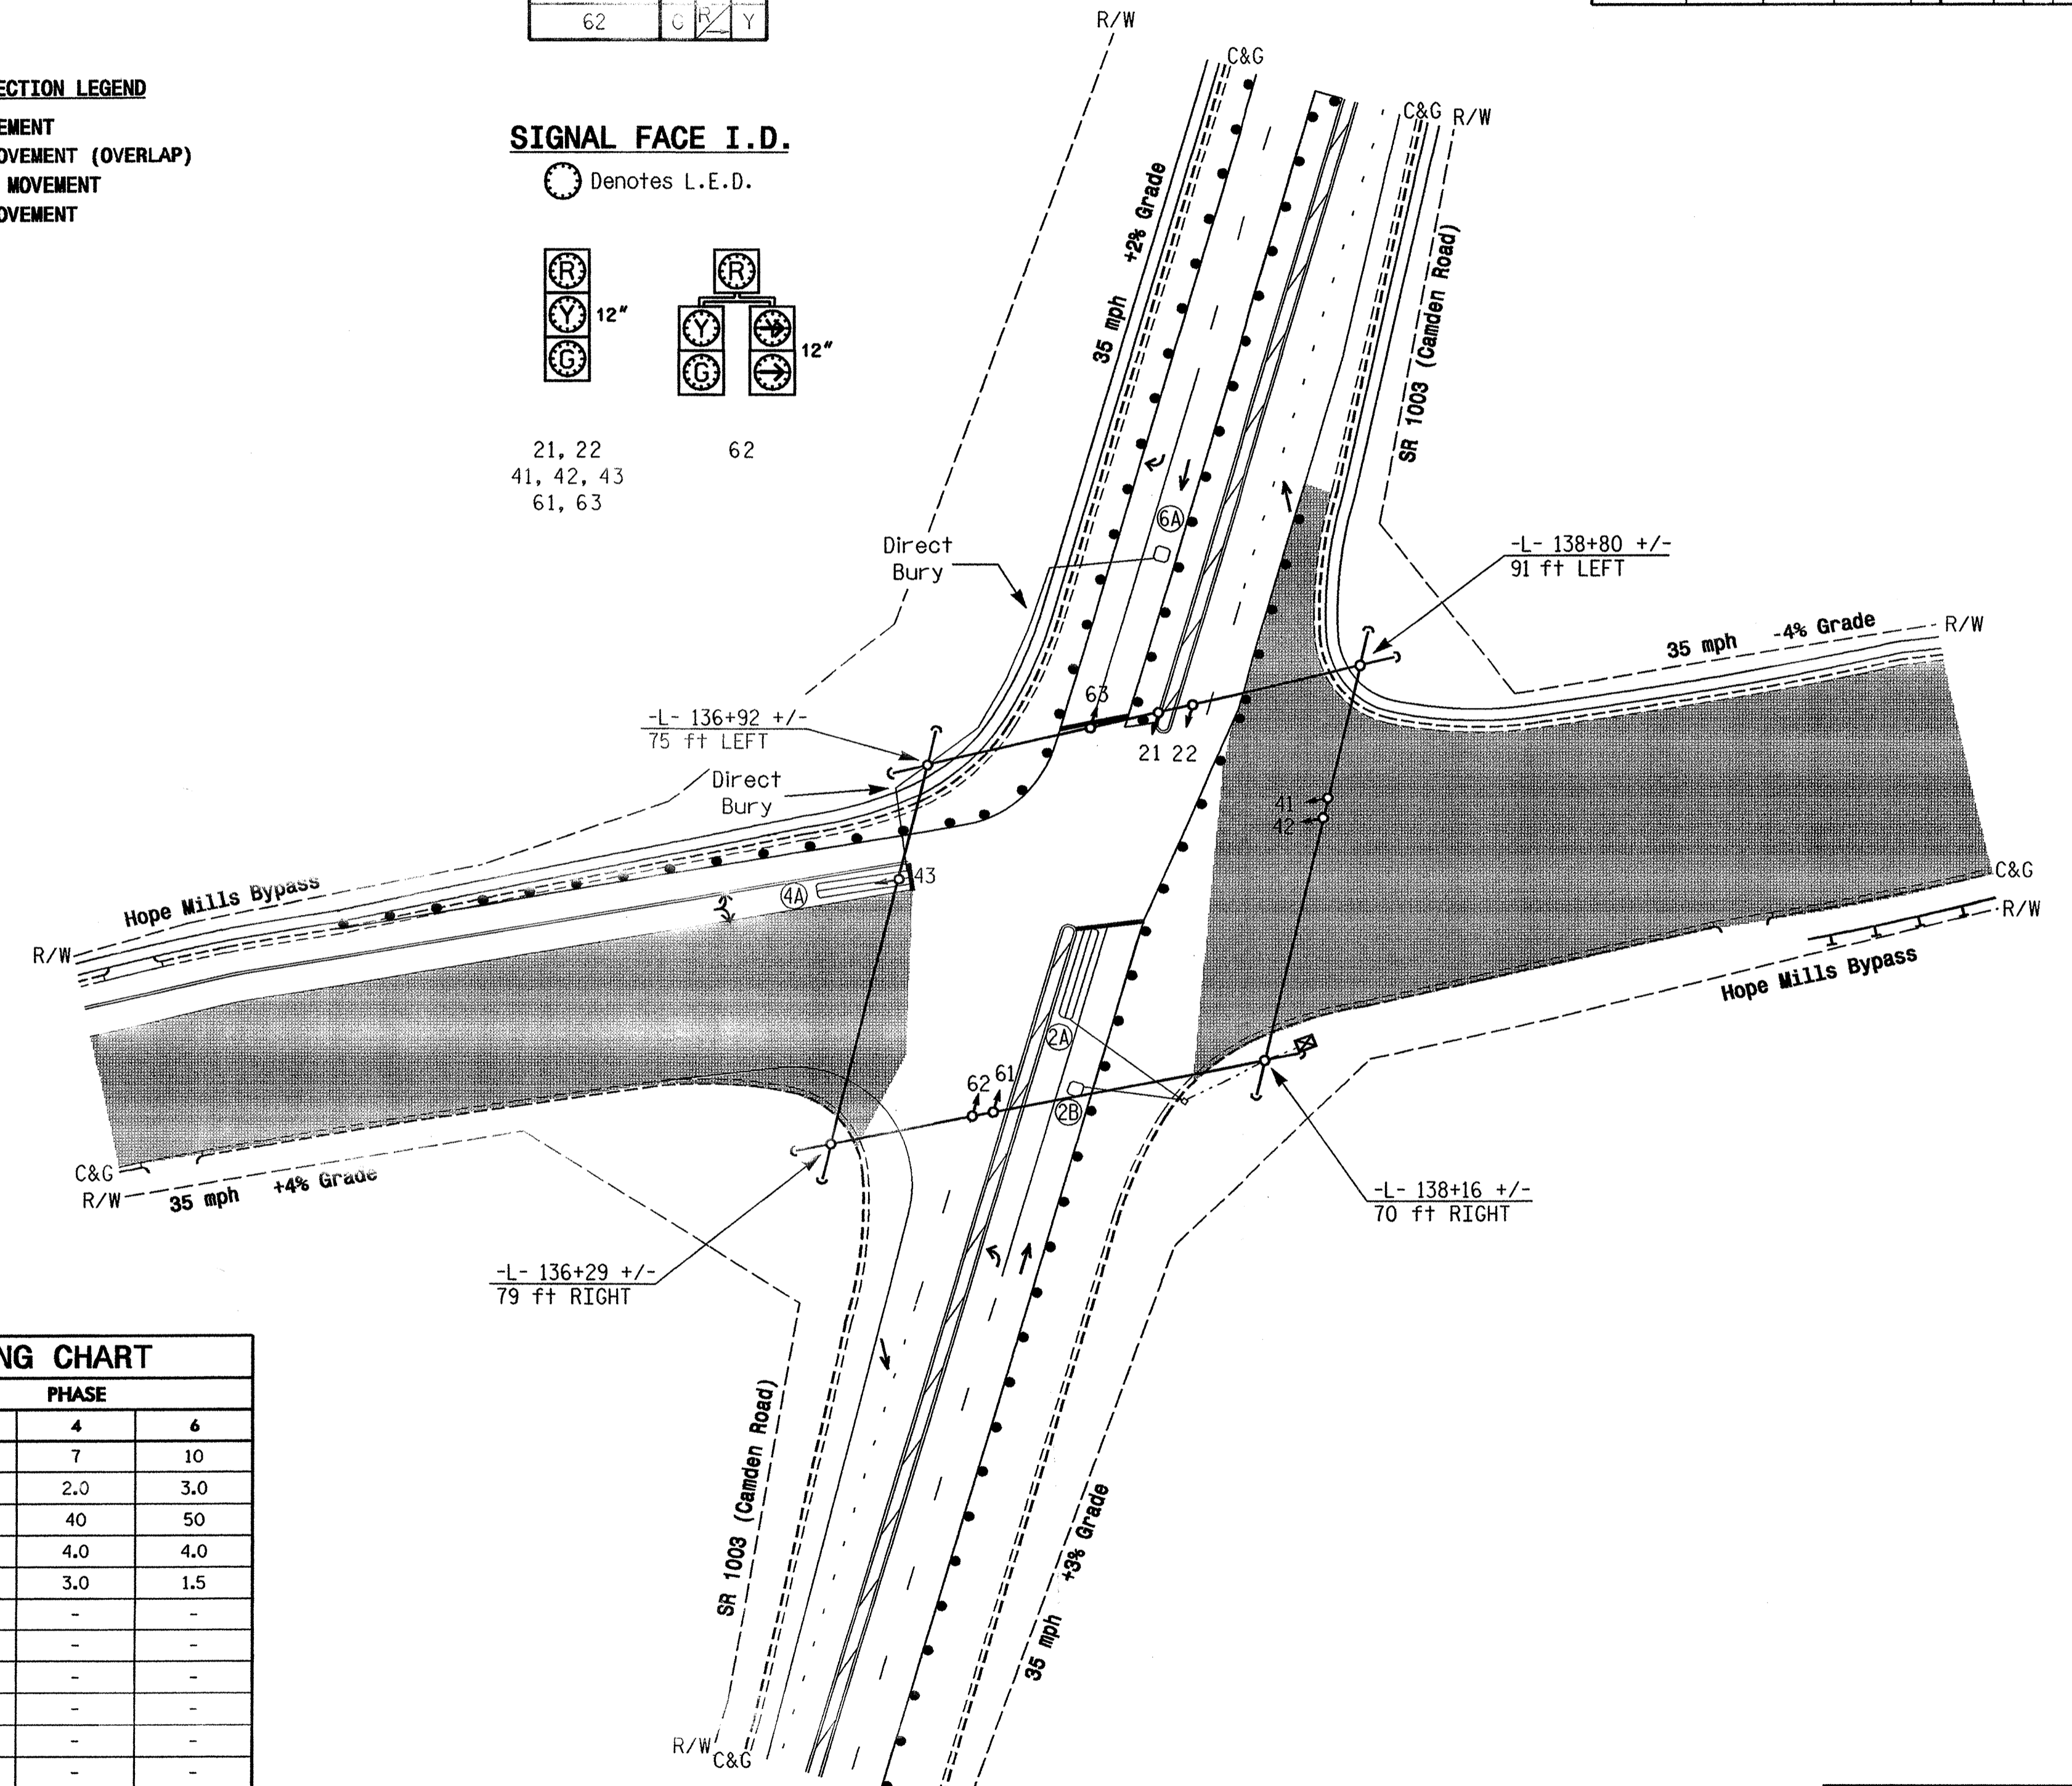 62 G R Y
ECTION LEGEND
EMENT
OVEMENT (OVERLAP)
MOVEMENT
OVEMENT
SIGNAL FACE I.D.
Denotes L.E.D.
R
Y 12"
G
R
Y Y 12"
G
21, 22
41, 42, 43
61, 63
62
R/W
C&G
C&G R/W
35 mph +2% Grade
SR 1003 (Camden Road)
6A
Direct
Bury
-L- 138+80 +/-
91 ft LEFT
35 mph -4% Grade
R/W
63
-L- 136+92 +/-
75 ft LEFT
21 22
Direct
Bury
41
42
43
4A
Hope Mills Bypass
R/W
C&G
R/W
Hope Mills Bypass
2A
62 61
2B
C&G
R/W
35 mph +4% Grade
-L- 138+16 +/-
70 ft RIGHT
-L- 136+29 +/-
79 ft RIGHT
SR 1003 (Camden Road)
35 mph +3% Grade
R/W
C&G
NG CHART
PHASE
4 6
7 10
2.0 3.0
40 50
4.0 4.0
3.0 1.5
- -
- -
- -
- -
- -
- -